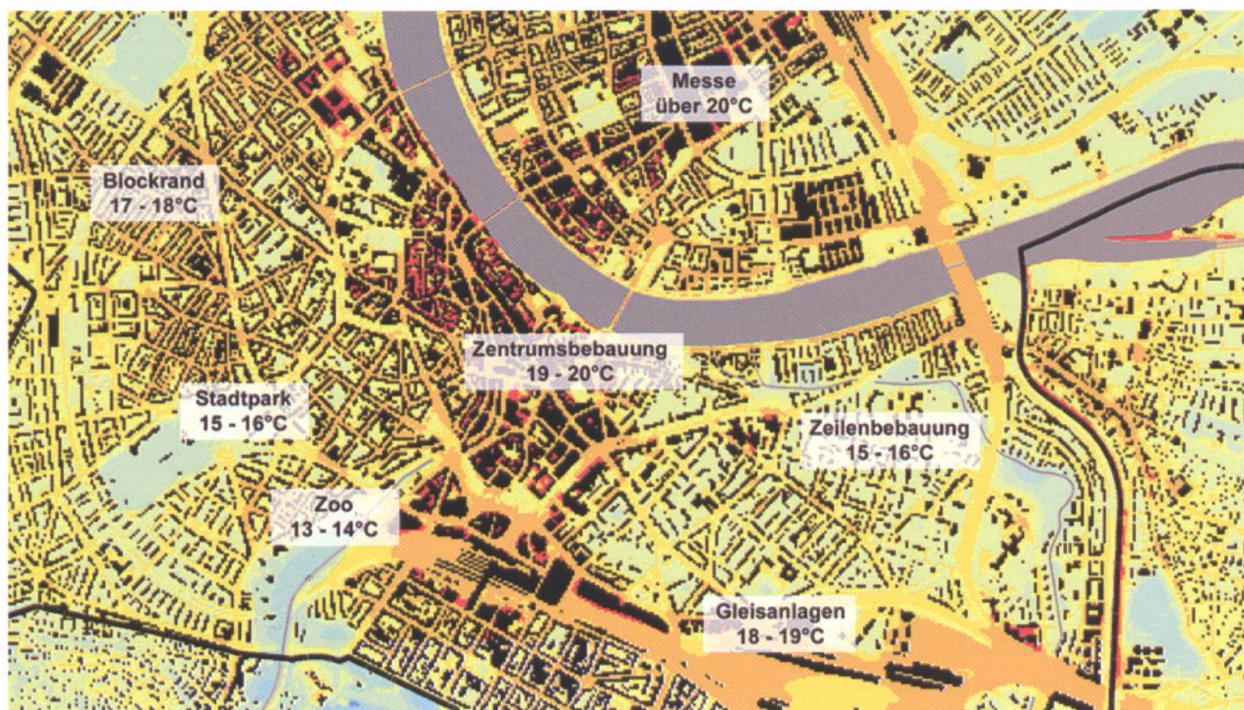 Messe
über 20°C
Blockrand
17 - 18°C
Zentrumsbebauung
19 - 20°C
Stadtpark
15 - 16°C
Zeilenbebauung
15 - 16°C
Zoo
13 - 14°C
Gleisanlagen
18 - 19°C